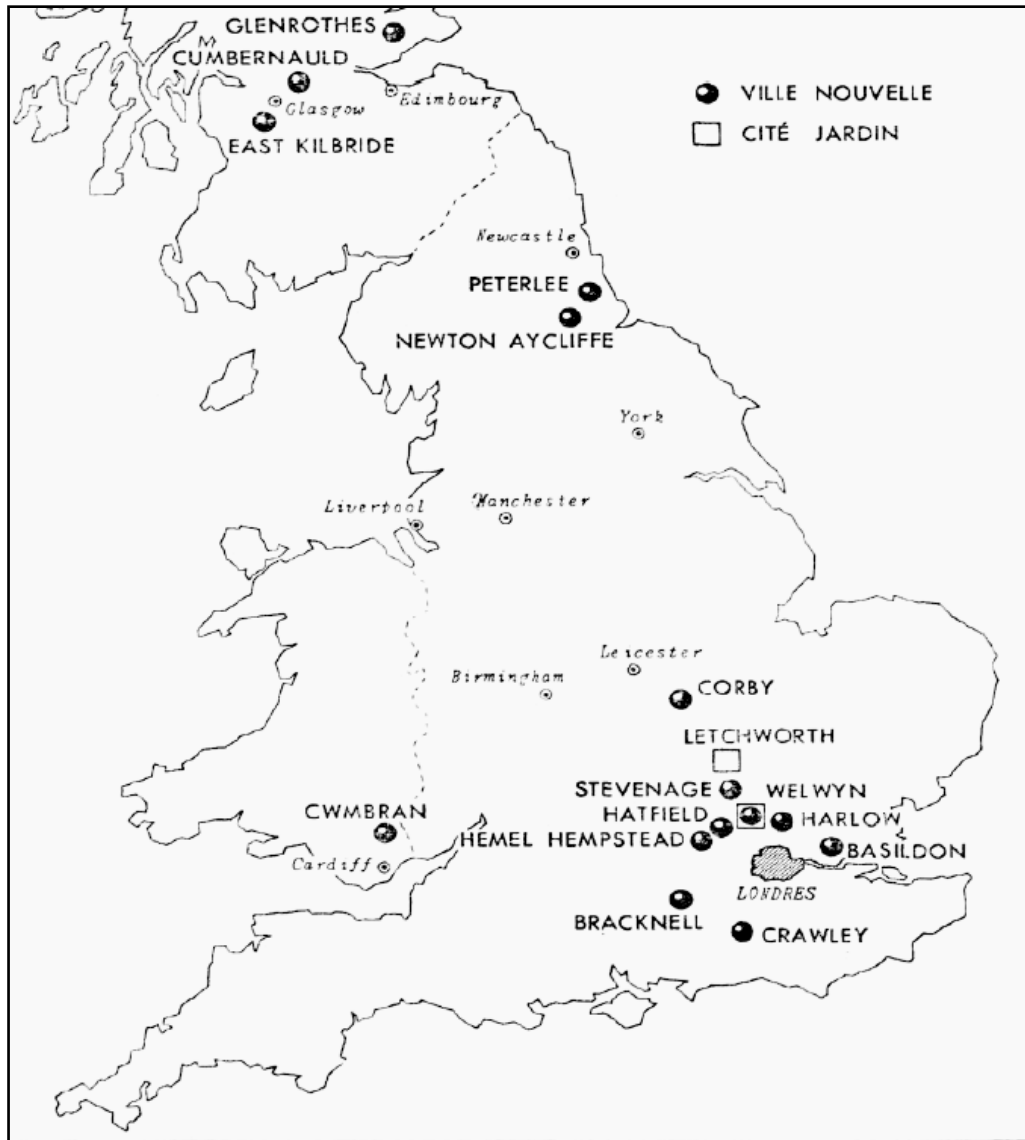 GLENROTHES
M
CUMBERNAULD
Glasgow
Edimbourg
EAST KILBRIDE
VILLE NOUVELLE
CITÉ JARDIN
Newcastle
PETERLEE
NEWTON AYCLIFFE
York
Liverpool
Manchester
Leicester
Birmingham
CORBY
LETCHWORTH
STEVENAGE
WELWYN
HATFIELD
HARLOW
CWMBRAN
HEMEL HEMPSTEAD
BASILDON
Cardiff
LONDRES
BRACKNELL
CRAWLEY